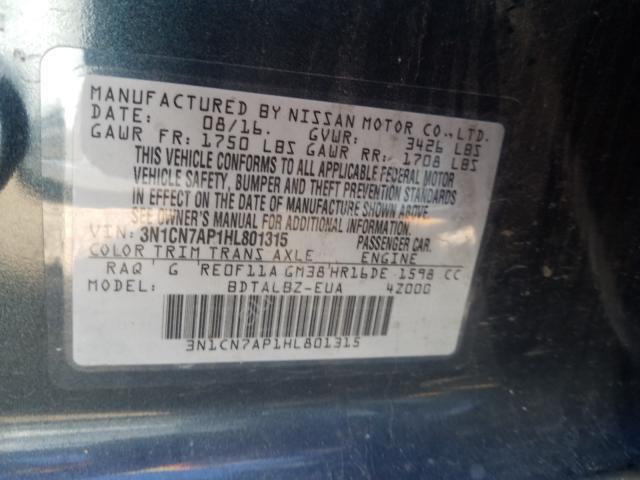 MANUFACTURED BY NISSAN MOTOR CO., LTD.
DATE: 08/16. GVWR: 3426 LBS
GAWR FR: 1750 LBS GAWR RR: 1708 LBS
THIS VEHICLE CONFORMS TO ALL APPLICABLE FEDERAL MOTOR
VEHICLE SAFETY, BUMPER AND THEFT PREVENTION STANDARDS
IN EFFECT ON THE DATE OF MANUFACTURE SHOWN ABOVE.
SEE OWNER'S MANUAL FOR ADDITIONAL INFORMATION.
VIN: 3N1CN7AP1HL801315 PASSENGER CAR.
COLOR TRIM TRANS AXLE ENGINE
RAQ G RE0F11A GM38 HR16DE 1598 CC
MODEL: BDTALBZ-EUA 4Z000
3N1CN7AP1HL801315